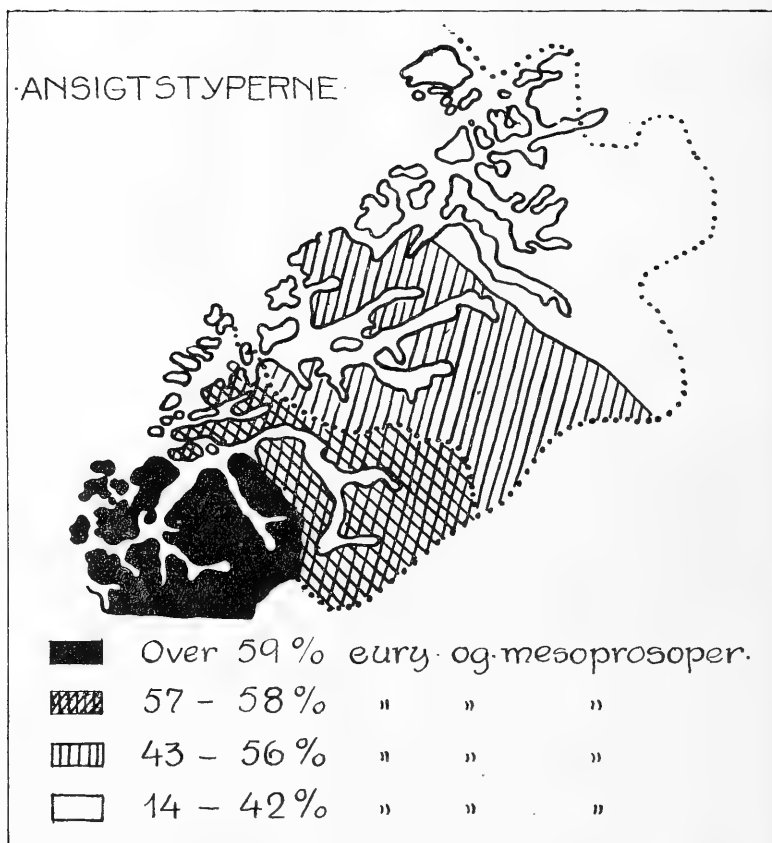 ·ANSIGTSTYPERNE·
Over 59% eury· og·mesoprosoper·
57 – 58% " " "
43 – 56% " " "
14 – 42% " " "